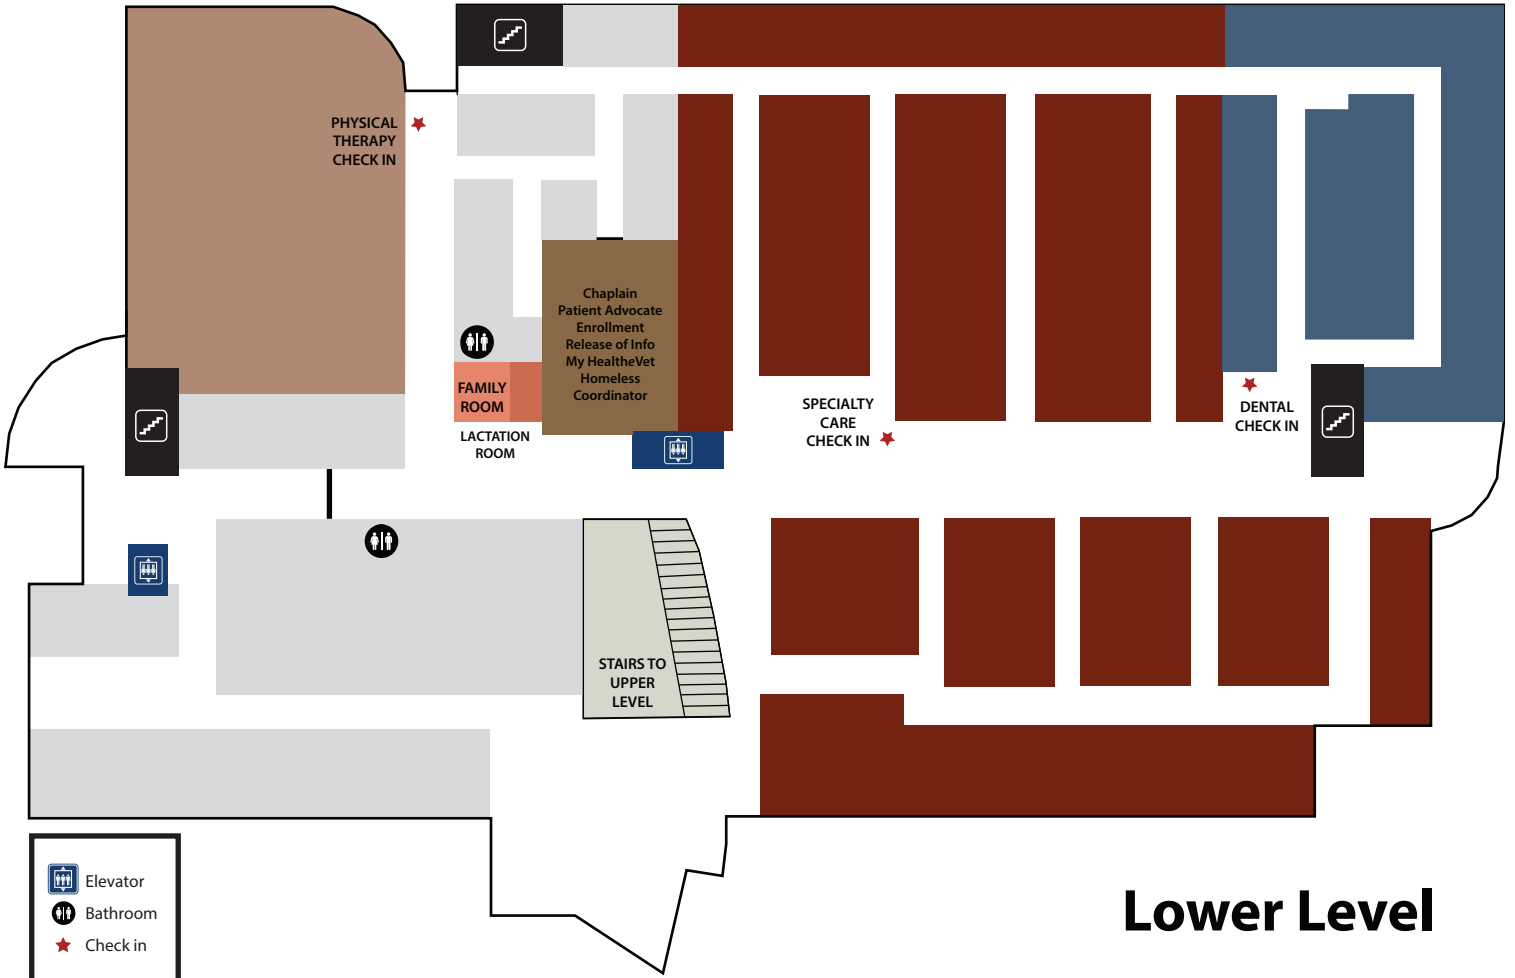 PHYSICAL
THERAPY
CHECK IN
Chaplain
Patient Advocate
Enrollment
Release of Info
My HealtheVet
Homeless
Coordinator
FAMILY
ROOM
LACTATION
ROOM
SPECIALTY
CARE
CHECK IN
DENTAL
CHECK IN
STAIRS TO
UPPER
LEVEL
Elevator
Bathroom
Check in
Lower Level